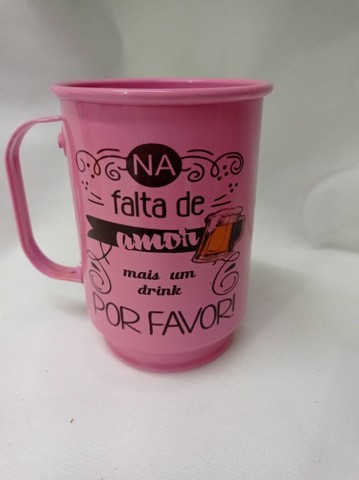 NA
falta de
amor
mais um
drink
POR FAVOR!